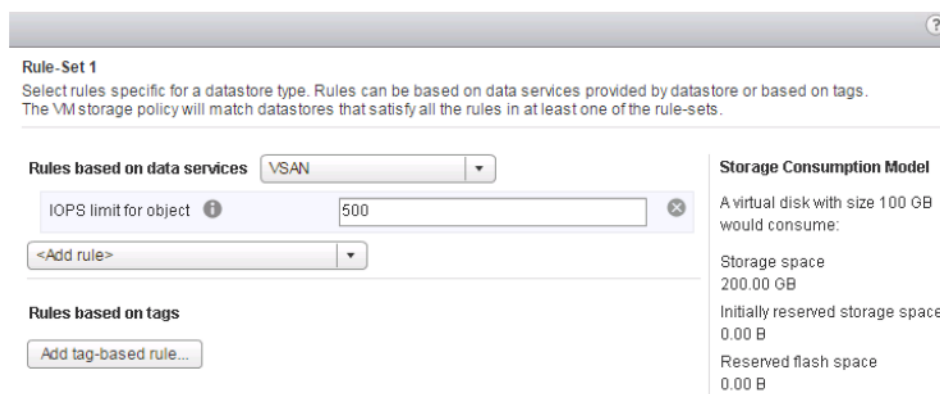 ?
Rule-Set 1
Select rules specific for a datastore type. Rules can be based on data services provided by datastore or based on tags.
The VM storage policy will match datastores that satisfy all the rules in at least one of the rule-sets.
Rules based on data services VSAN
IOPS limit for object 500
<Add rule>
Rules based on tags
Add tag-based rule...
Storage Consumption Model
A virtual disk with size 100 GB
would consume:
Storage space
200.00 GB
Initially reserved storage space
0.00 B
Reserved flash space
0.00 B